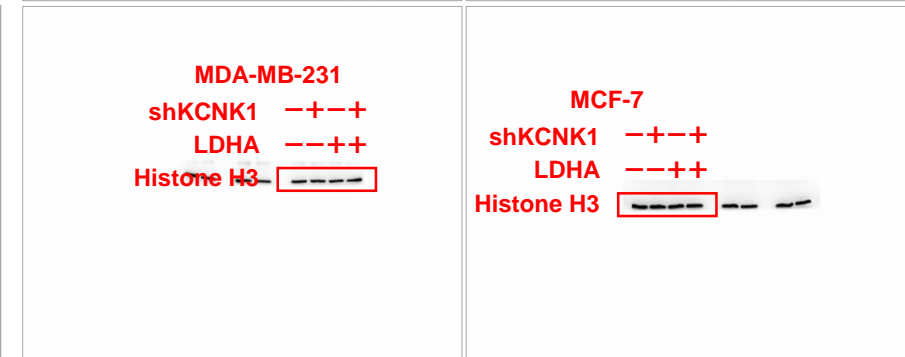 MDA-MB-231
shKCNK1 −+−+
LDHA −−++
Histone H3
MCF-7
shKCNK1 −+−+
LDHA −−++
Histone H3